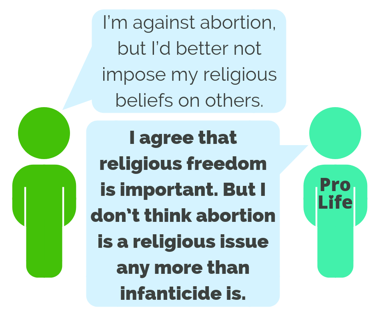 I'm against abortion,
but I'd better not
impose my religious
beliefs on others.
I agree that
religious freedom
is important. But I
don't think abortion
is a religious issue
any more than
infanticide is.
Pro
Life